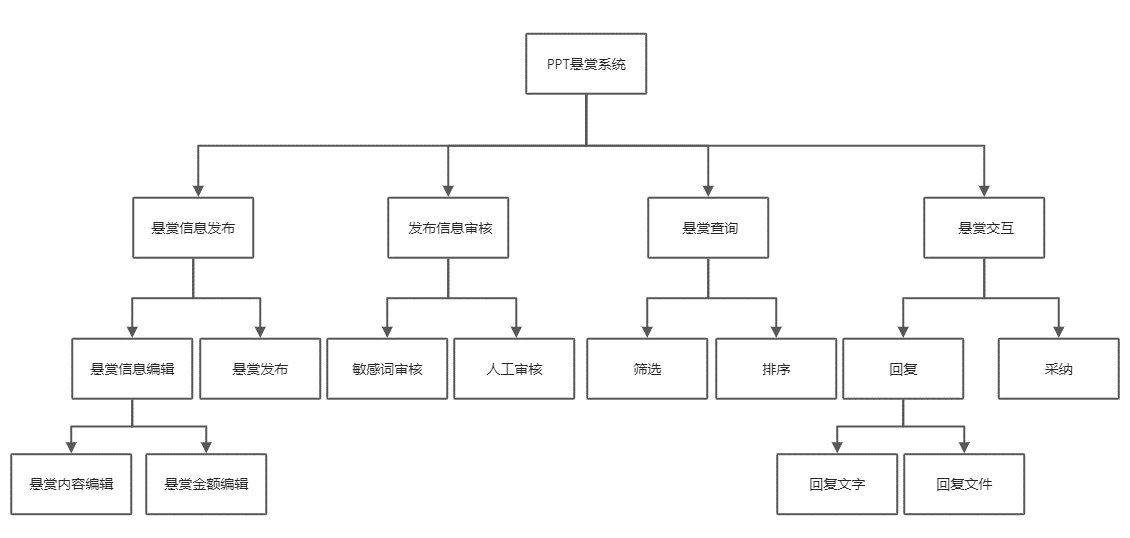 PPT悬赏系统
悬赏信息发布
发布信息审核
悬赏查询
悬赏交互
悬赏信息编辑
悬赏发布
敏感词审核
人工审核
筛选
排序
回复
采纳
悬赏内容编辑
悬赏金额编辑
回复文字
回复文件